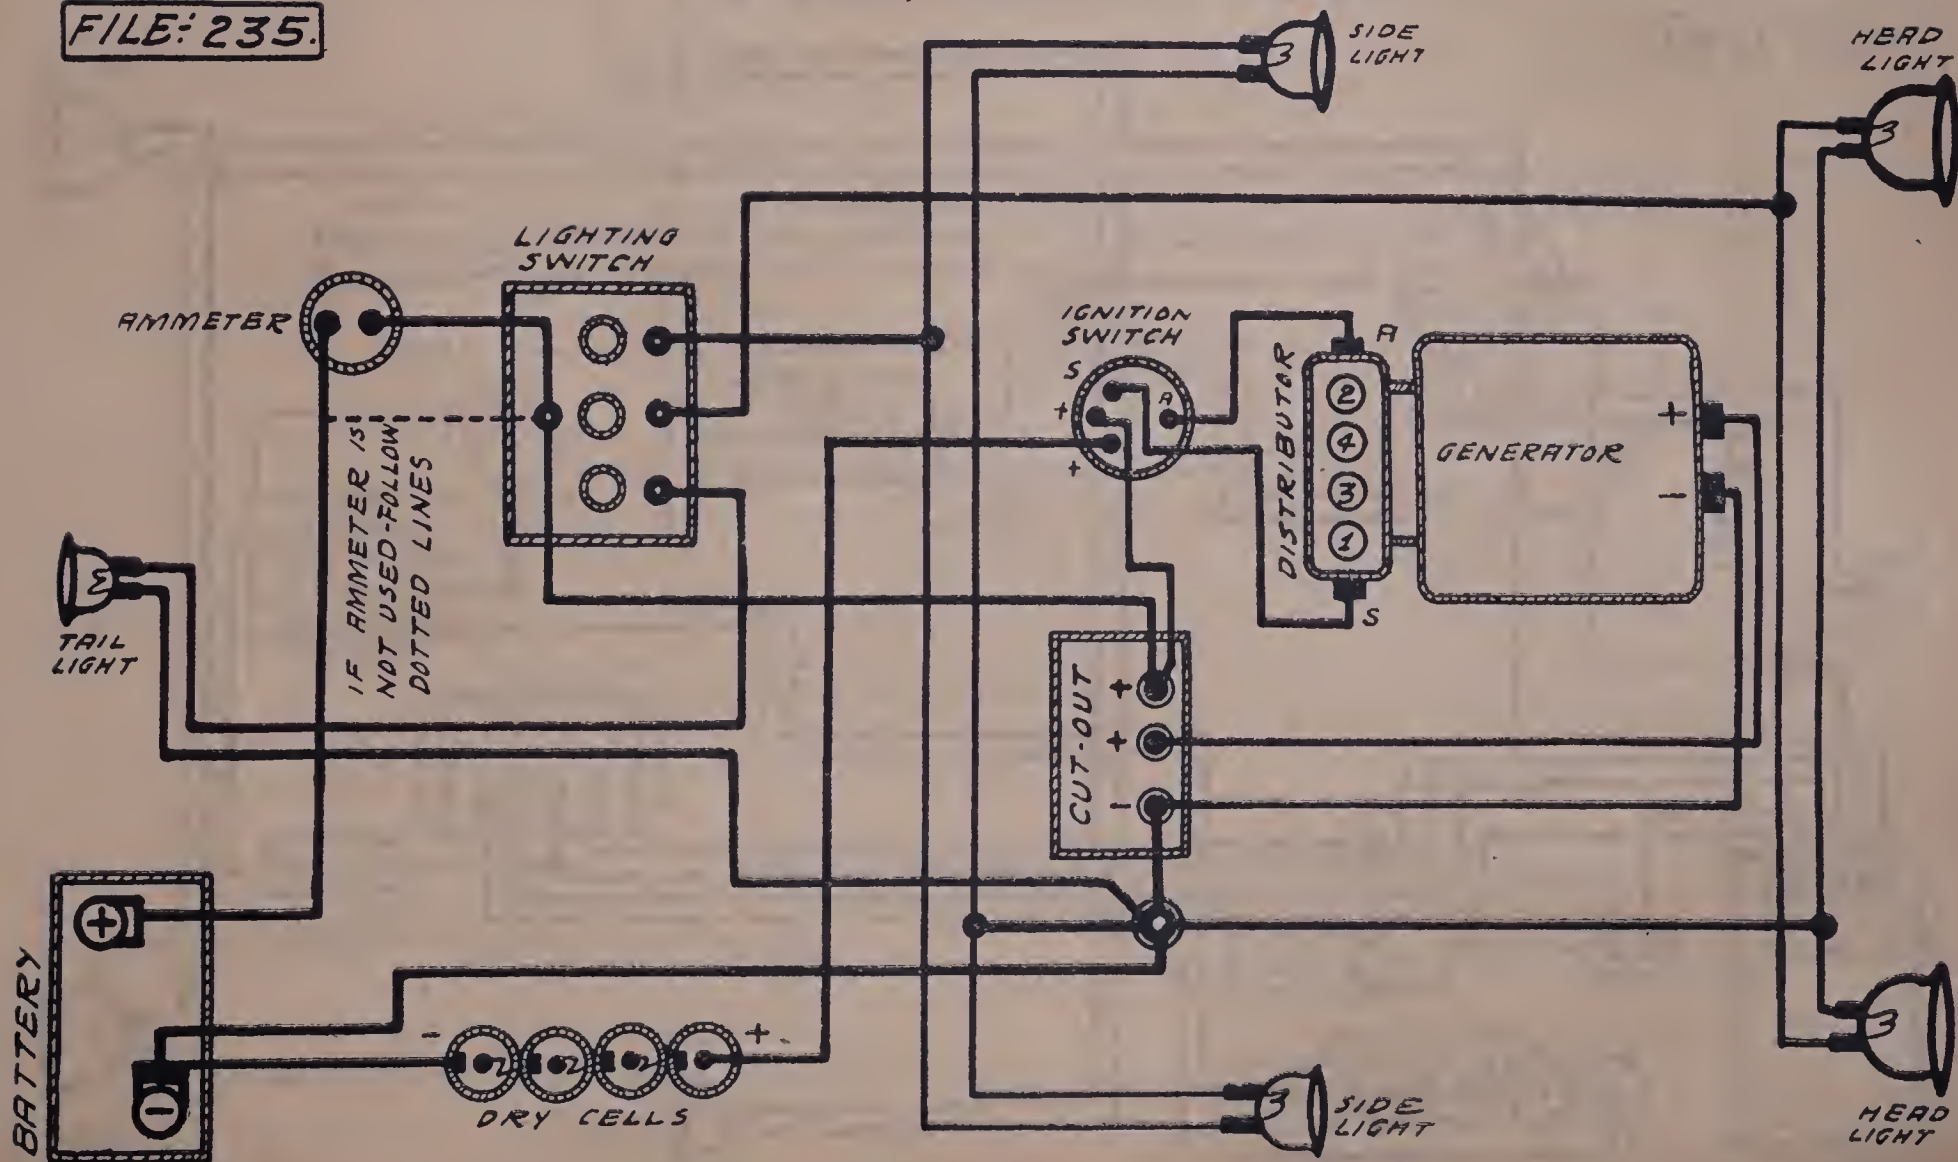 FILE: 235.
SIDE
LIGHT
HEAD
LIGHT
LIGHTING
SWITCH
AMMETER
IGNITION
SWITCH
S
+
+
A
A
DISTRIBUTOR
2
4
3
1
S
GENERATOR
+
-
IF AMMETER IS
NOT USED-FOLLOW
DOTTED LINES
TAIL
LIGHT
CUT-OUT
+
+
-
BATTERY
+
-
-
+
DRY CELLS
SIDE
LIGHT
HEAD
LIGHT